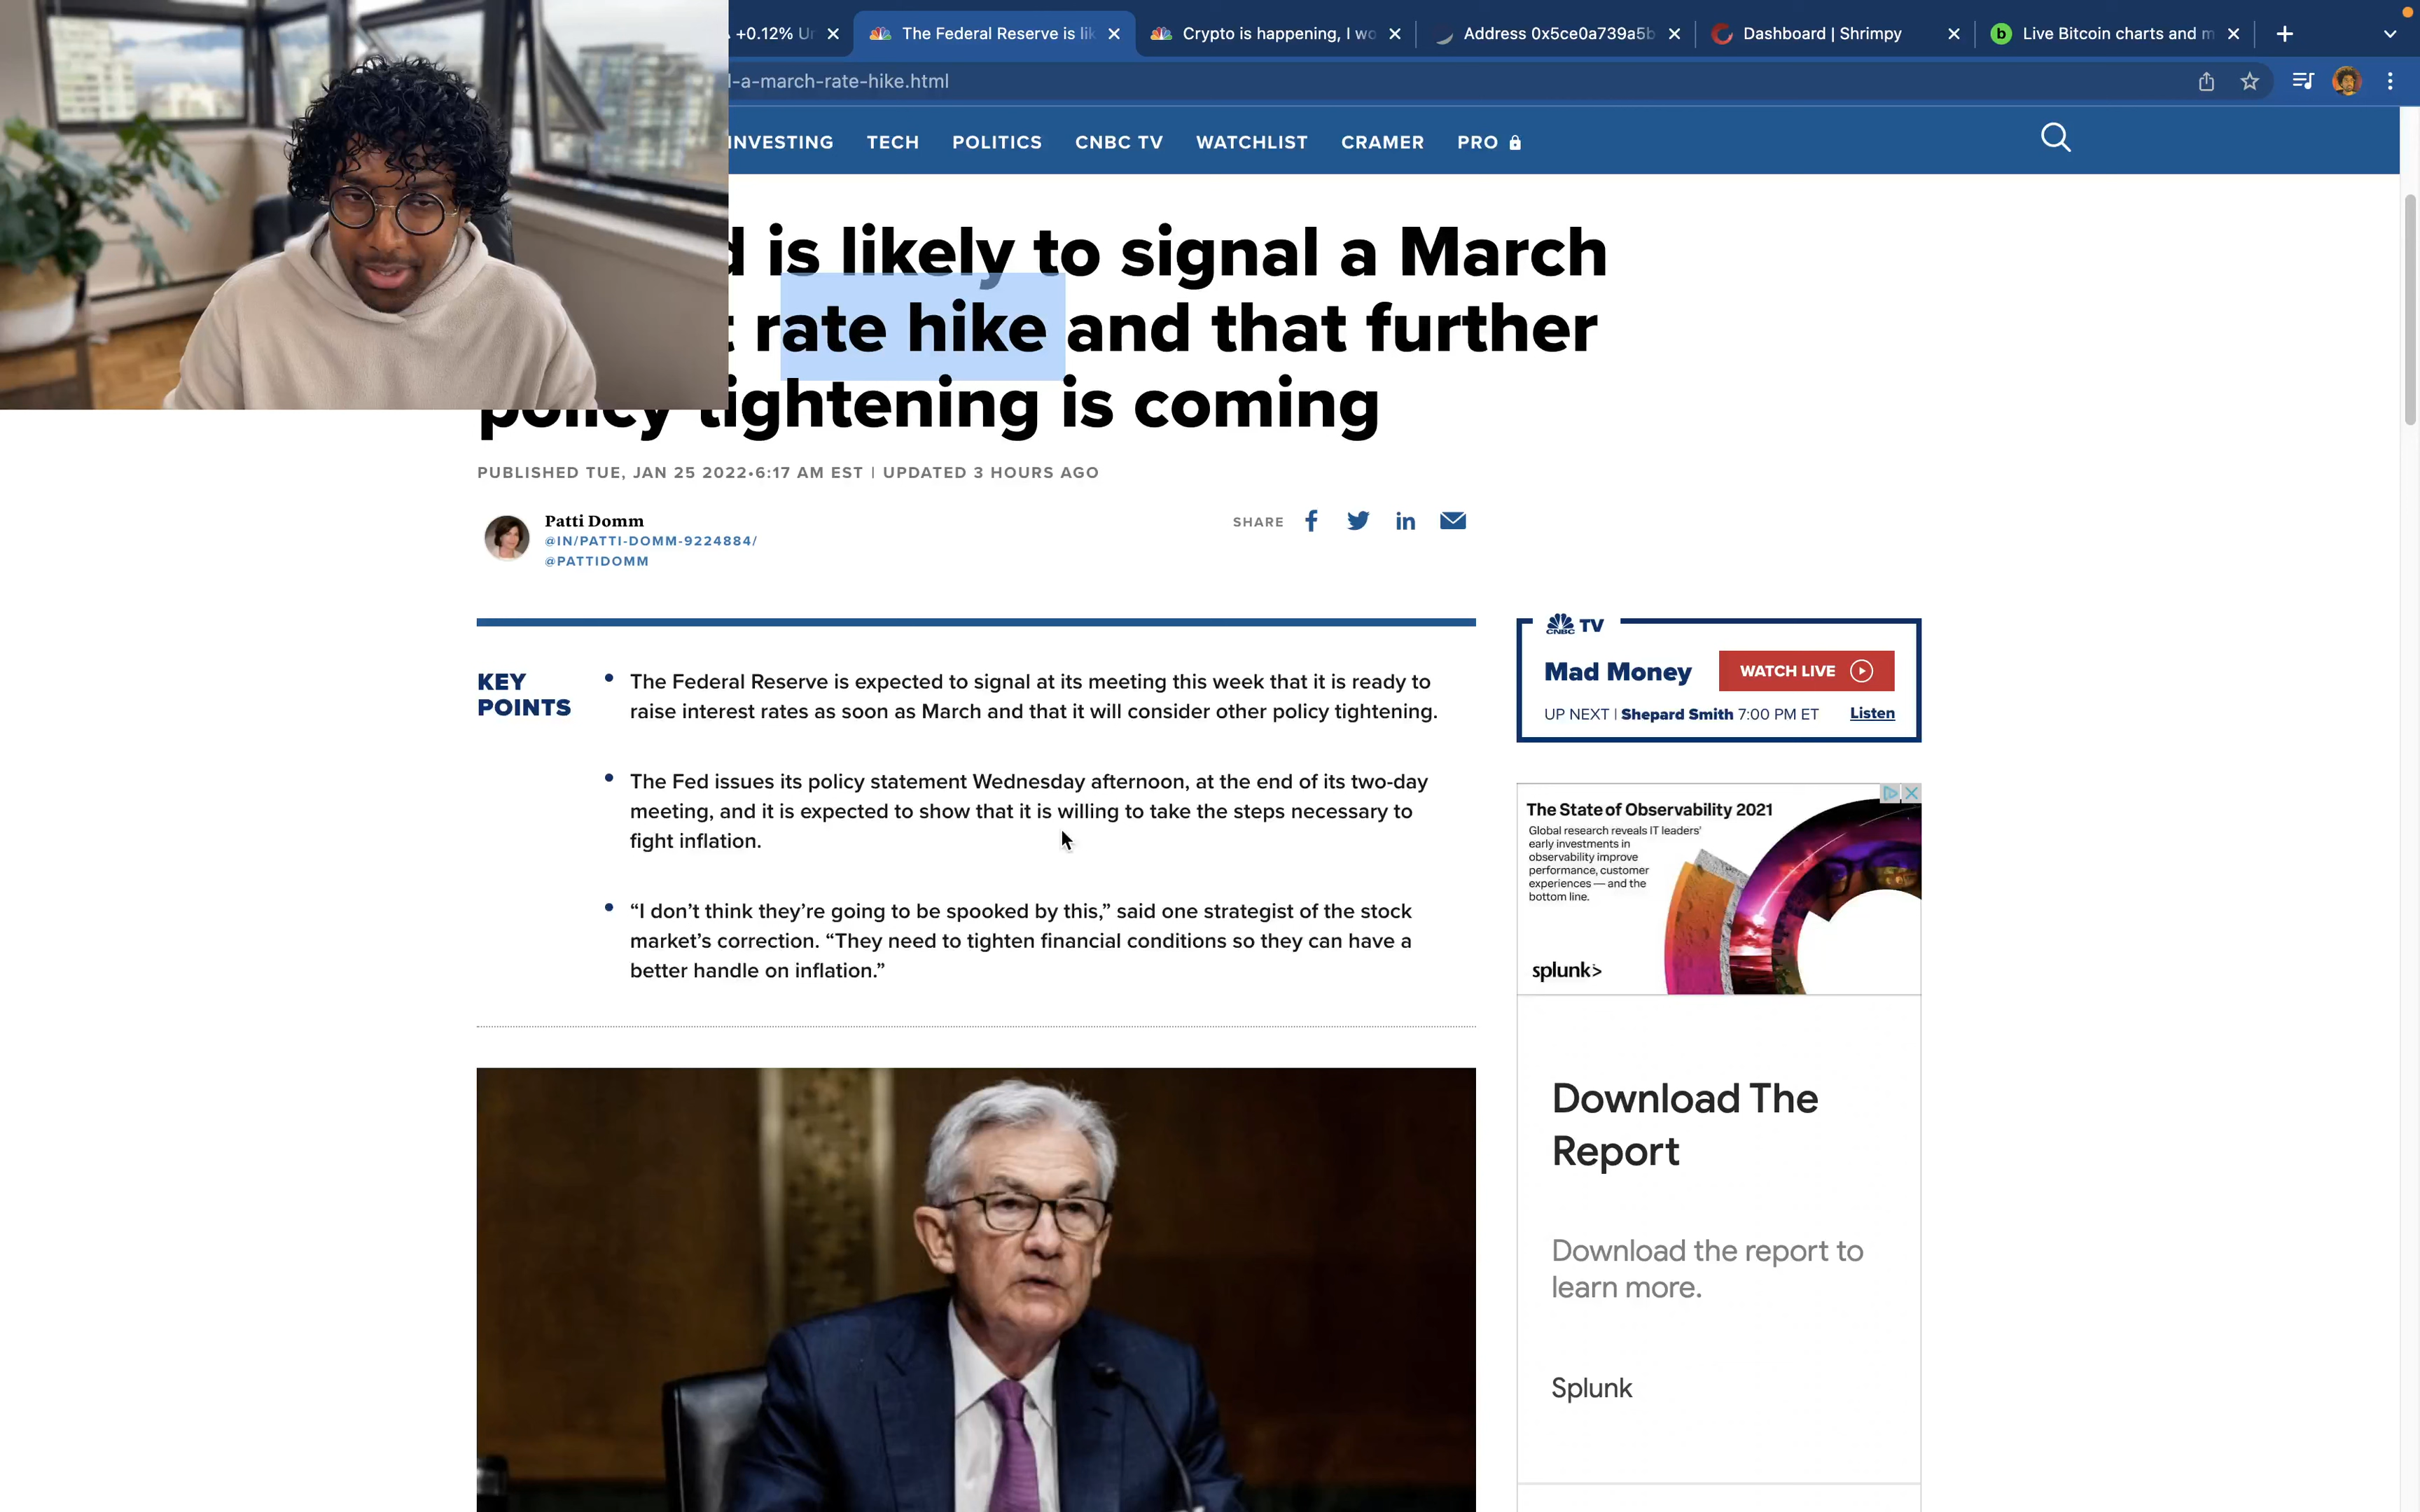 +0.12% Un
The Federal Reserve is lik
Crypto is happening, I wo
Address 0x5ce0a739a5b
Dashboard | Shrimpy
b
Live Bitcoin charts and m
l-a-march-rate-hike.html
INVESTING TECH POLITICS CNBC TV WATCHLIST CRAMER PRO
d is likely to signal a March
t rate hike and that further
policy tightening is coming
PUBLISHED TUE, JAN 25 2022•6:17 AM EST | UPDATED 3 HOURS AGO
Patti Domm
@IN/PATTI-DOMM-9224884/
@PATTIDOMM
SHARE
KEY
POINTS
• The Federal Reserve is expected to signal at its meeting this week that it is ready to
raise interest rates as soon as March and that it will consider other policy tightening.
• The Fed issues its policy statement Wednesday afternoon, at the end of its two-day
meeting, and it is expected to show that it is willing to take the steps necessary to
fight inflation.
• “I don’t think they’re going to be spooked by this,” said one strategist of the stock
market’s correction. “They need to tighten financial conditions so they can have a
better handle on inflation.”
CNBC TV
Mad Money
WATCH LIVE
UP NEXT | Shepard Smith 7:00 PM ET
Listen
The State of Observability 2021
Global research reveals IT leaders’
early investments in
observability improve
performance, customer
experiences — and the
bottom line.
splunk>
Download The
Report
Download the report to
learn more.
Splunk